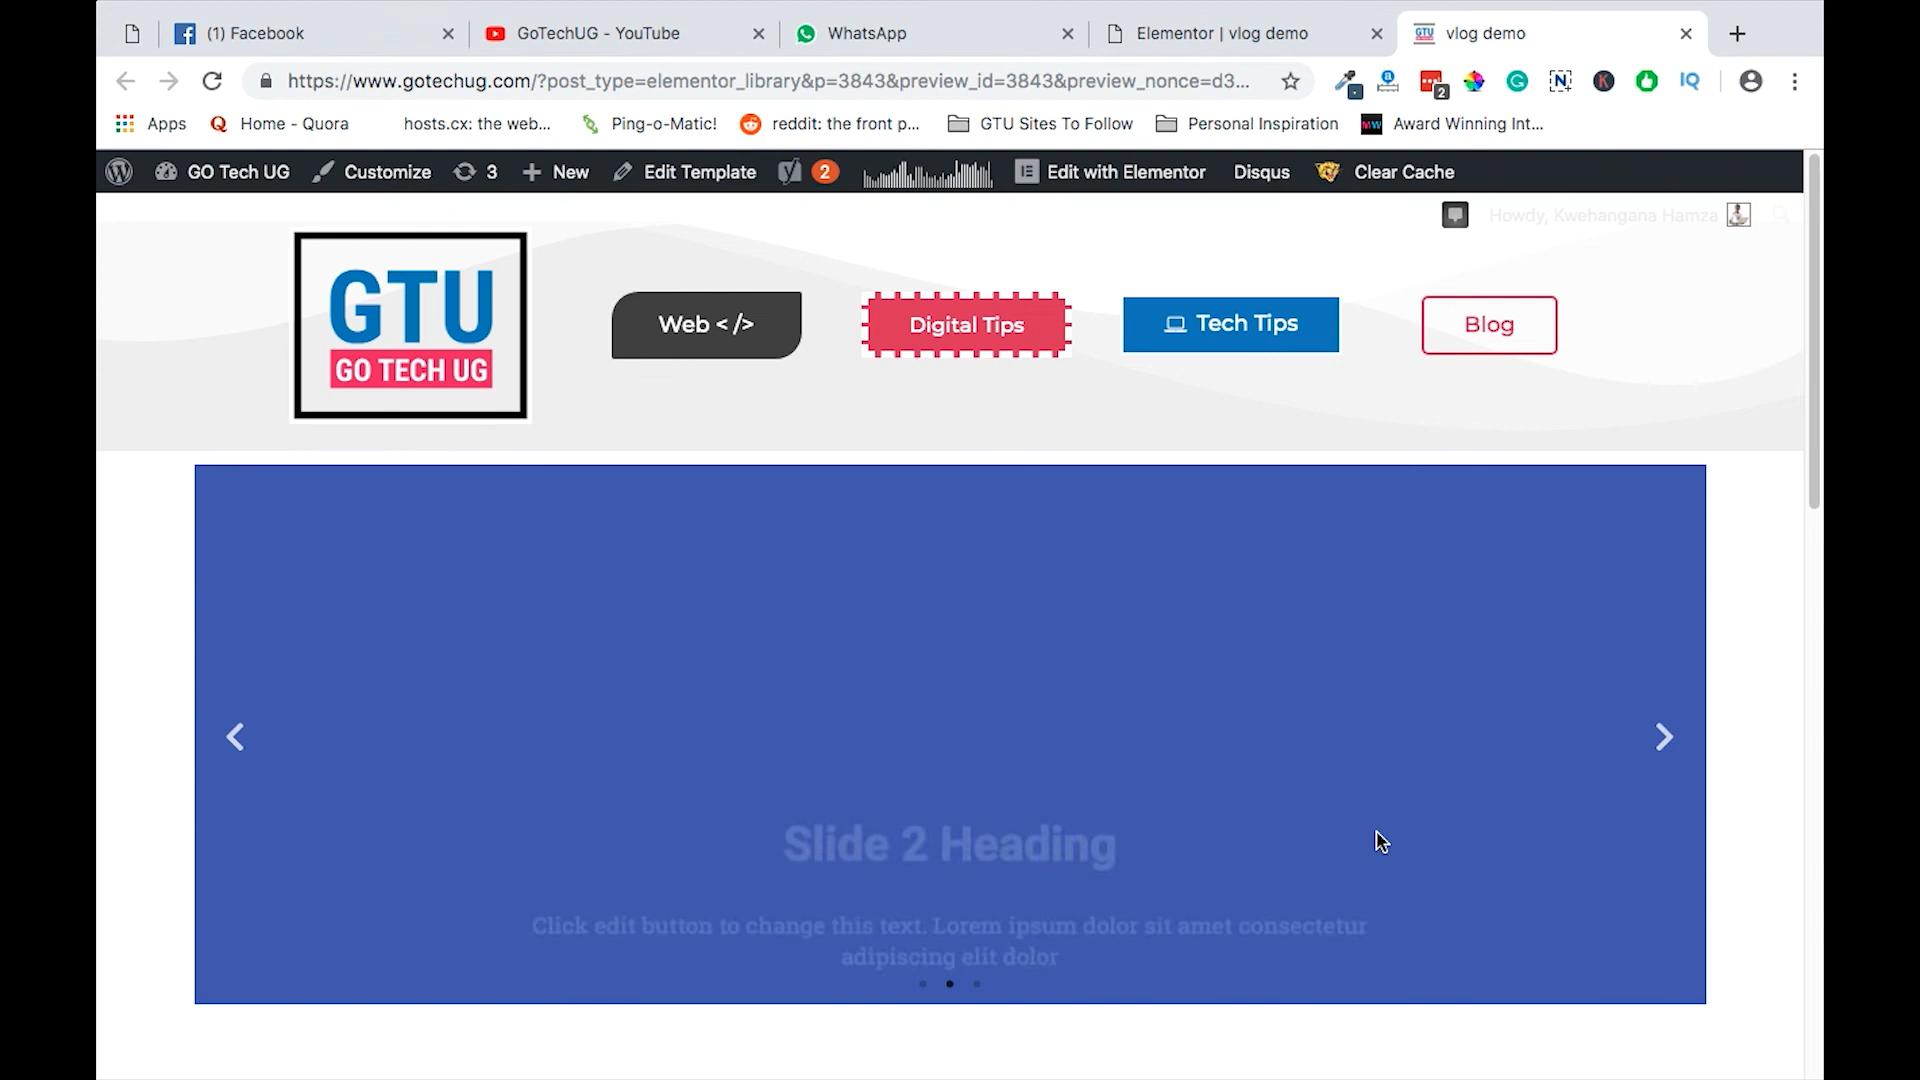 (1) Facebook
GoTechUG - YouTube
WhatsApp
Elementor | vlog demo
vlog demo
https://www.gotechug.com/?post_type=elementor_library&p=3843&preview_id=3843&preview_nonce=d3...
2
G
N
K
IQ
Apps
Home - Quora
hosts.cx: the web...
Ping-o-Matic!
reddit: the front p...
GTU Sites To Follow
Personal Inspiration
Award Winning Int...
GO Tech UG
Customize
3
New
Edit Template
2
Edit with Elementor
Disqus
Clear Cache
Howdy, Kwehangana Hamza
GTU
GO TECH UG
Web < />
Digital Tips
Tech Tips
Blog
Slide 2 Heading
Click edit button to change this text. Lorem ipsum dolor sit amet consectetur
adipiscing elit dolor